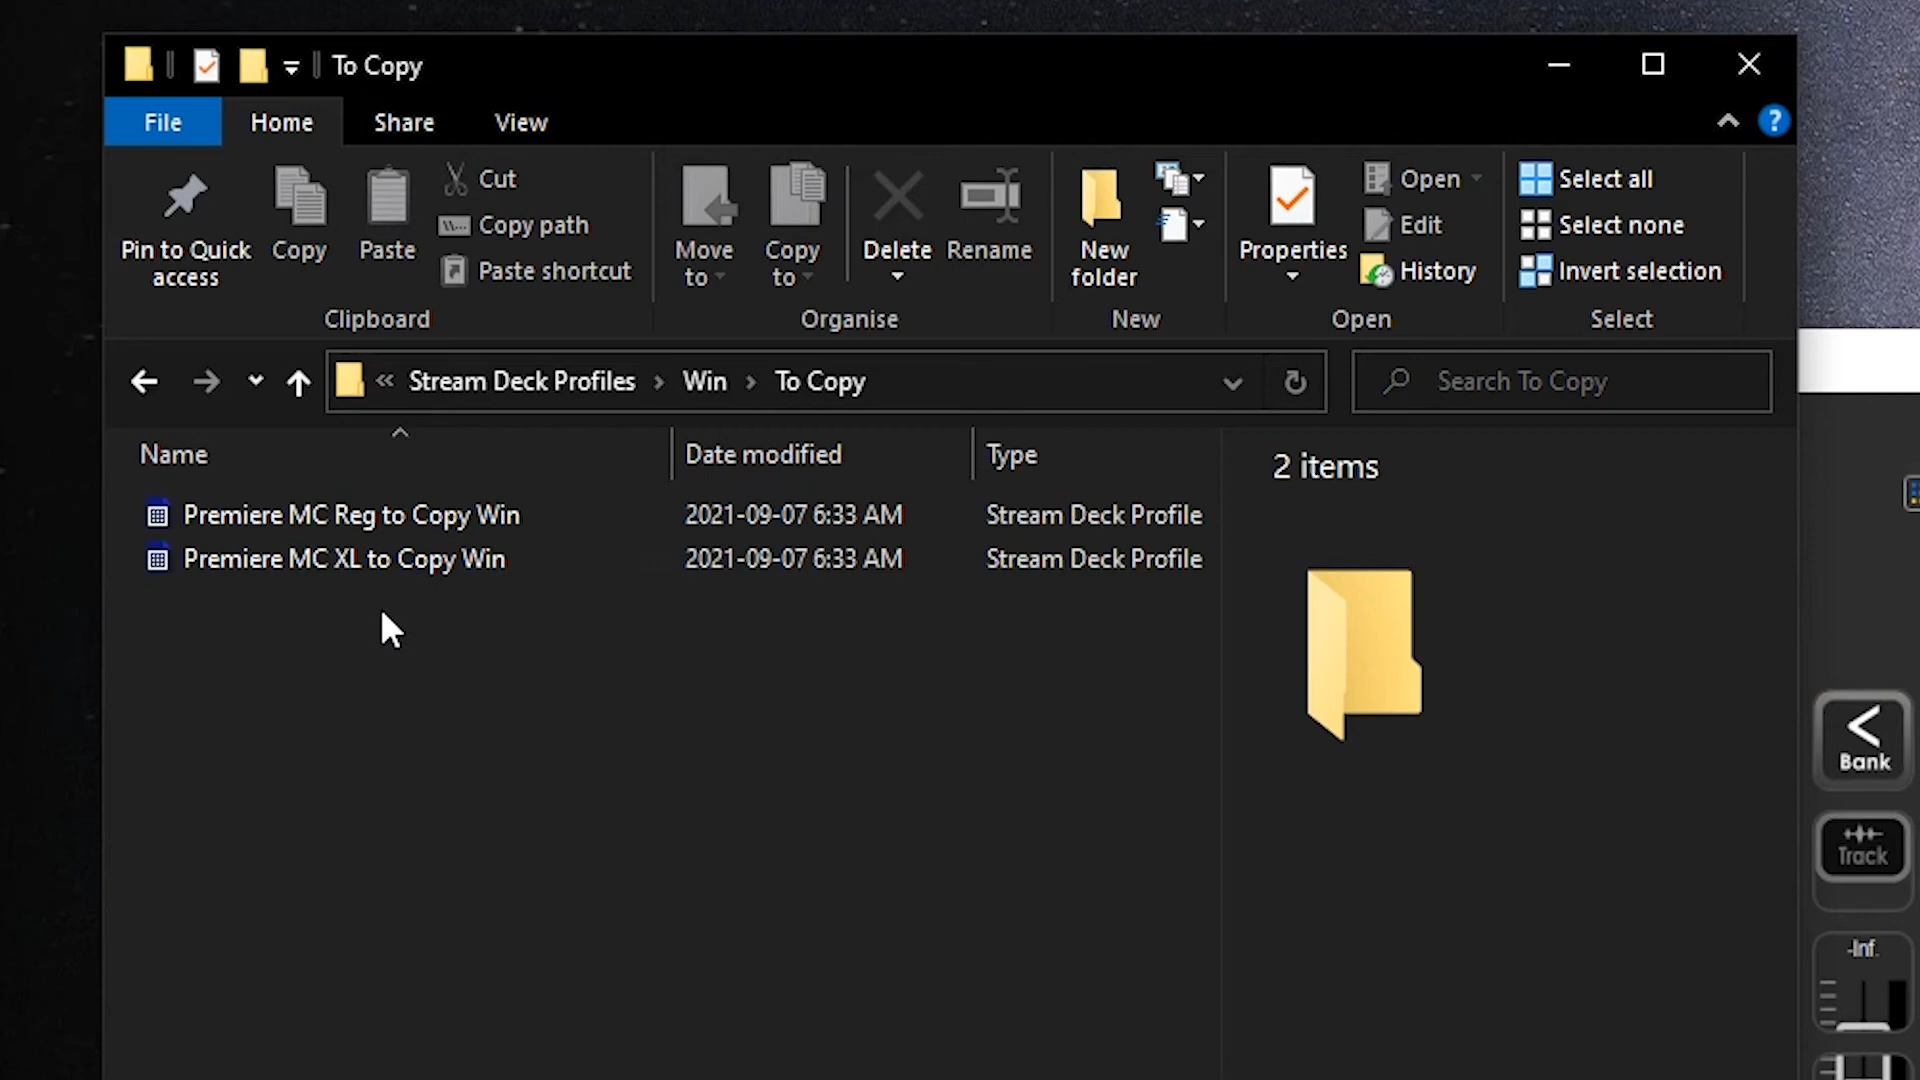 To Copy
File Home Share View
?
Pin to Quick access
Copy
Paste
Cut
Copy path
Paste shortcut
Clipboard
Move to
Copy to
Delete
Rename
Organise
New folder
New
Properties
Open
Edit
History
Open
Select all
Select none
Invert selection
Select
« Stream Deck Profiles > Win > To Copy
Search To Copy
Name Date modified Type
Premiere MC Reg to Copy Win 2021-09-07 6:33 AM Stream Deck Profile
Premiere MC XL to Copy Win 2021-09-07 6:33 AM Stream Deck Profile
2 items
Bank
Track
-Inf.